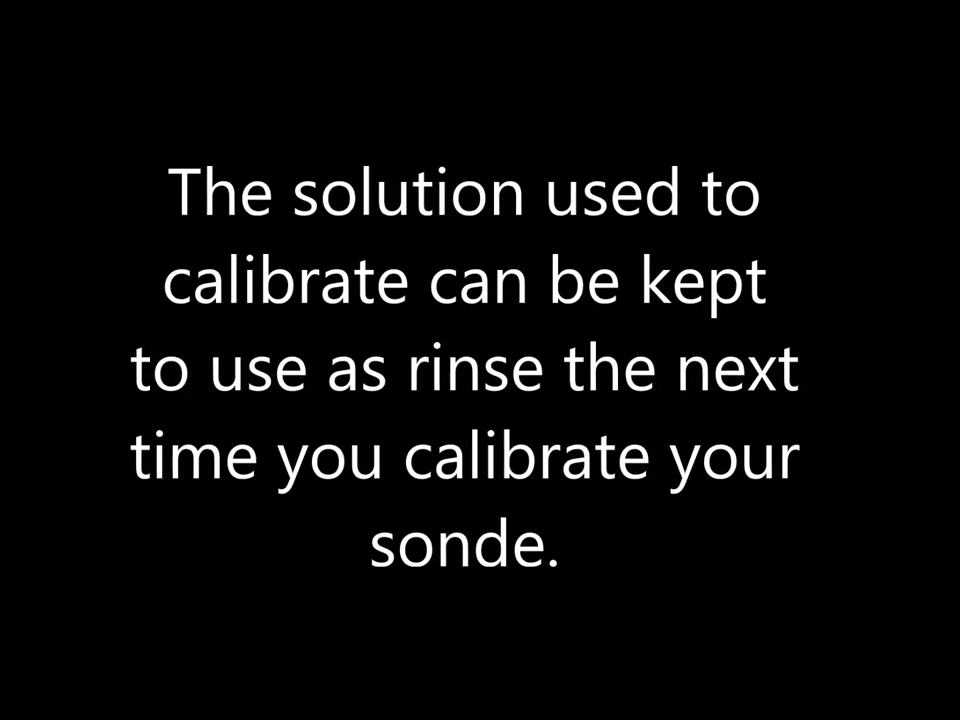 The solution used to
calibrate can be kept
to use as rinse the next
time you calibrate your
sonde.